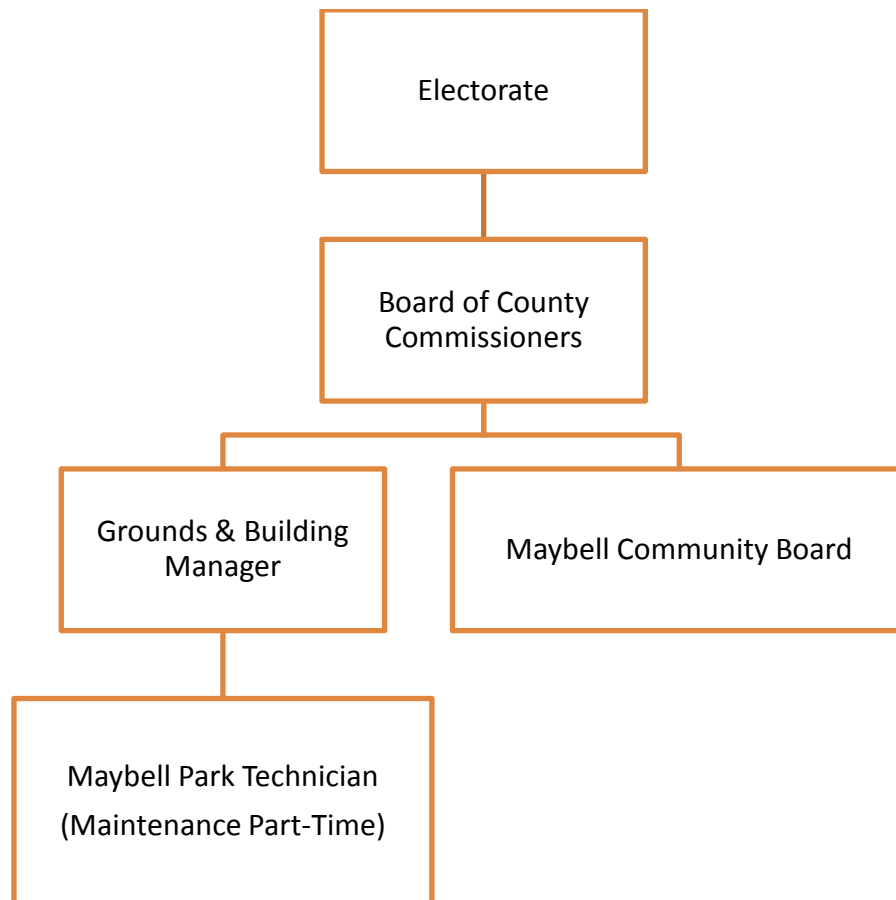 Electorate
Board of County
Commissioners
Grounds & Building
Manager
Maybell Community Board
Maybell Park Technician
(Maintenance Part-Time)